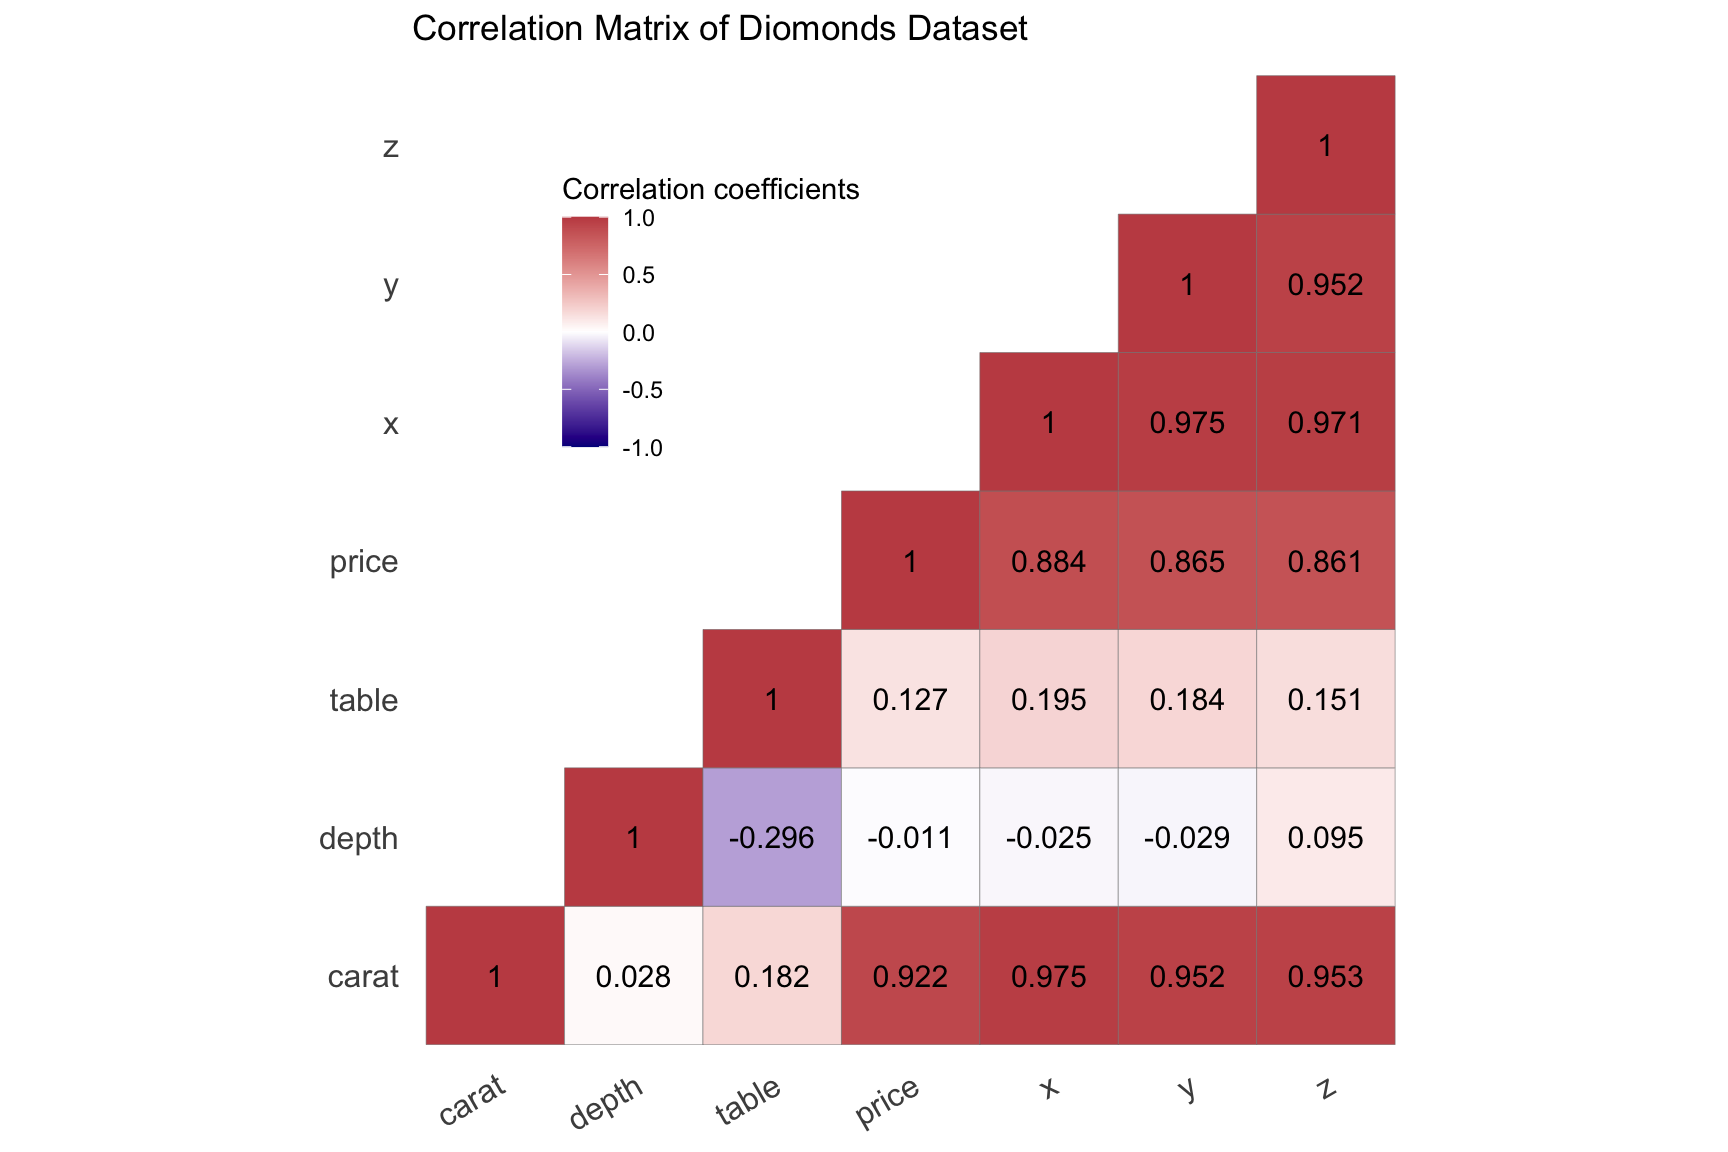 Correlation Matrix of Diomonds Dataset
z
1
Correlation coefficients
1.0
0.5
0.0
-0.5
-1.0
y
1 0.952
x
1 0.975 0.971
price
1 0.884 0.865 0.861
table
1 0.127 0.195 0.184 0.151
depth
1 -0.296 -0.011 -0.025 -0.029 0.095
carat
1 0.028 0.182 0.922 0.975 0.952 0.953
carat depth table price x y z